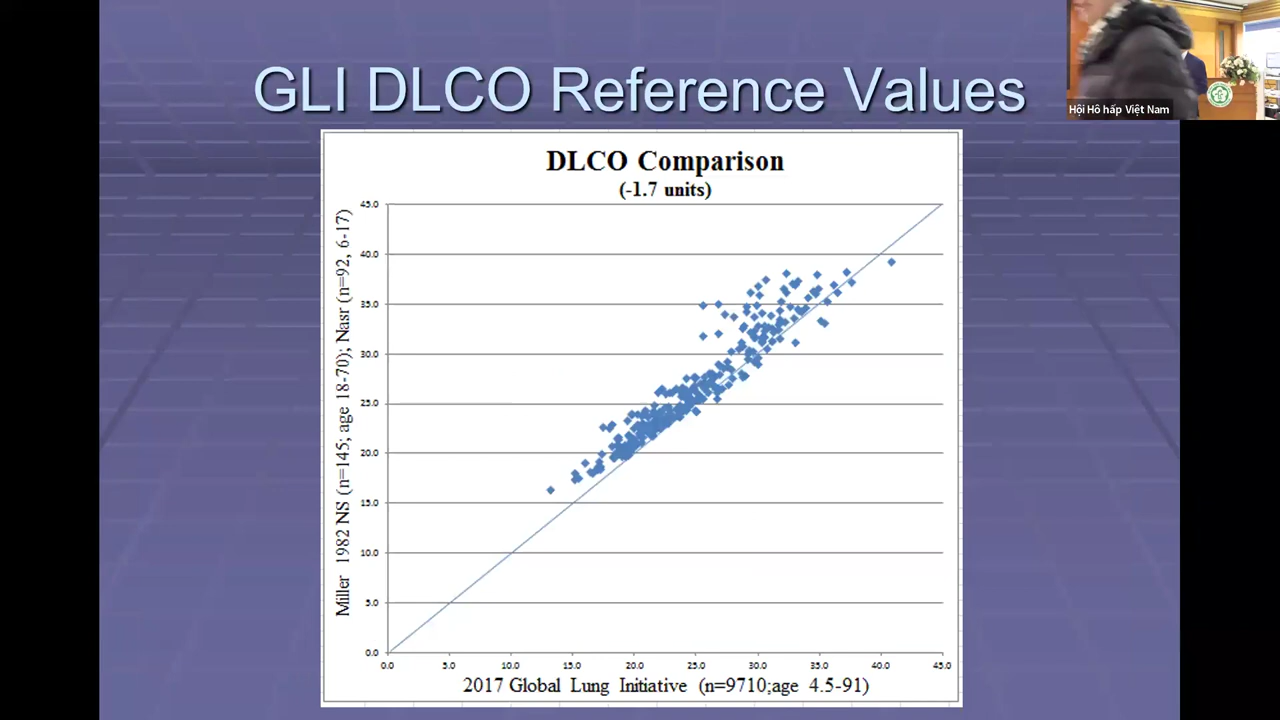 GLI DLCO Reference Values
Hội Hô hấp Việt Nam
DLCO Comparison
(-1.7 units)
Miller 1982 NS (n=145; age 18-70); Nasr (n=92, 6-17)
45.0
40.0
35.0
30.0
25.0
20.0
15.0
10.0
5.0
0.0
0.0 5.0 10.0 15.0 20.0 25.0 30.0 35.0 40.0 45.0
2017 Global Lung Initiative (n=9710;age 4.5-91)